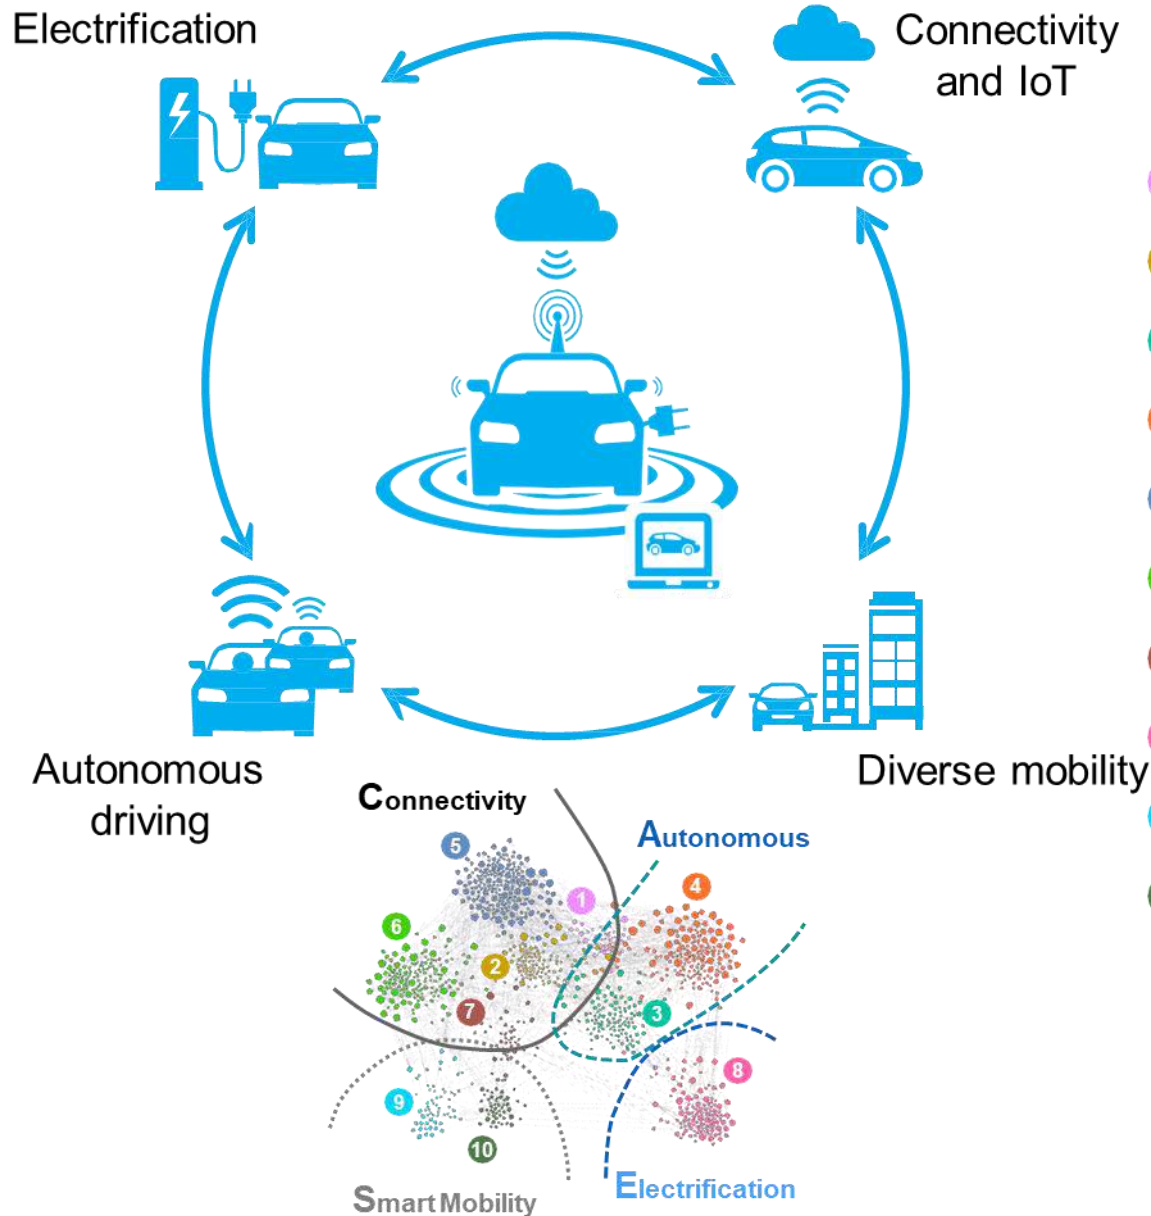 Electrification
Connectivity
and IoT
Autonomous
driving
Diverse mobility
Connectivity
Autonomous
5
4
1
6
2
7
3
8
9
10
Smart Mobility
Electrification